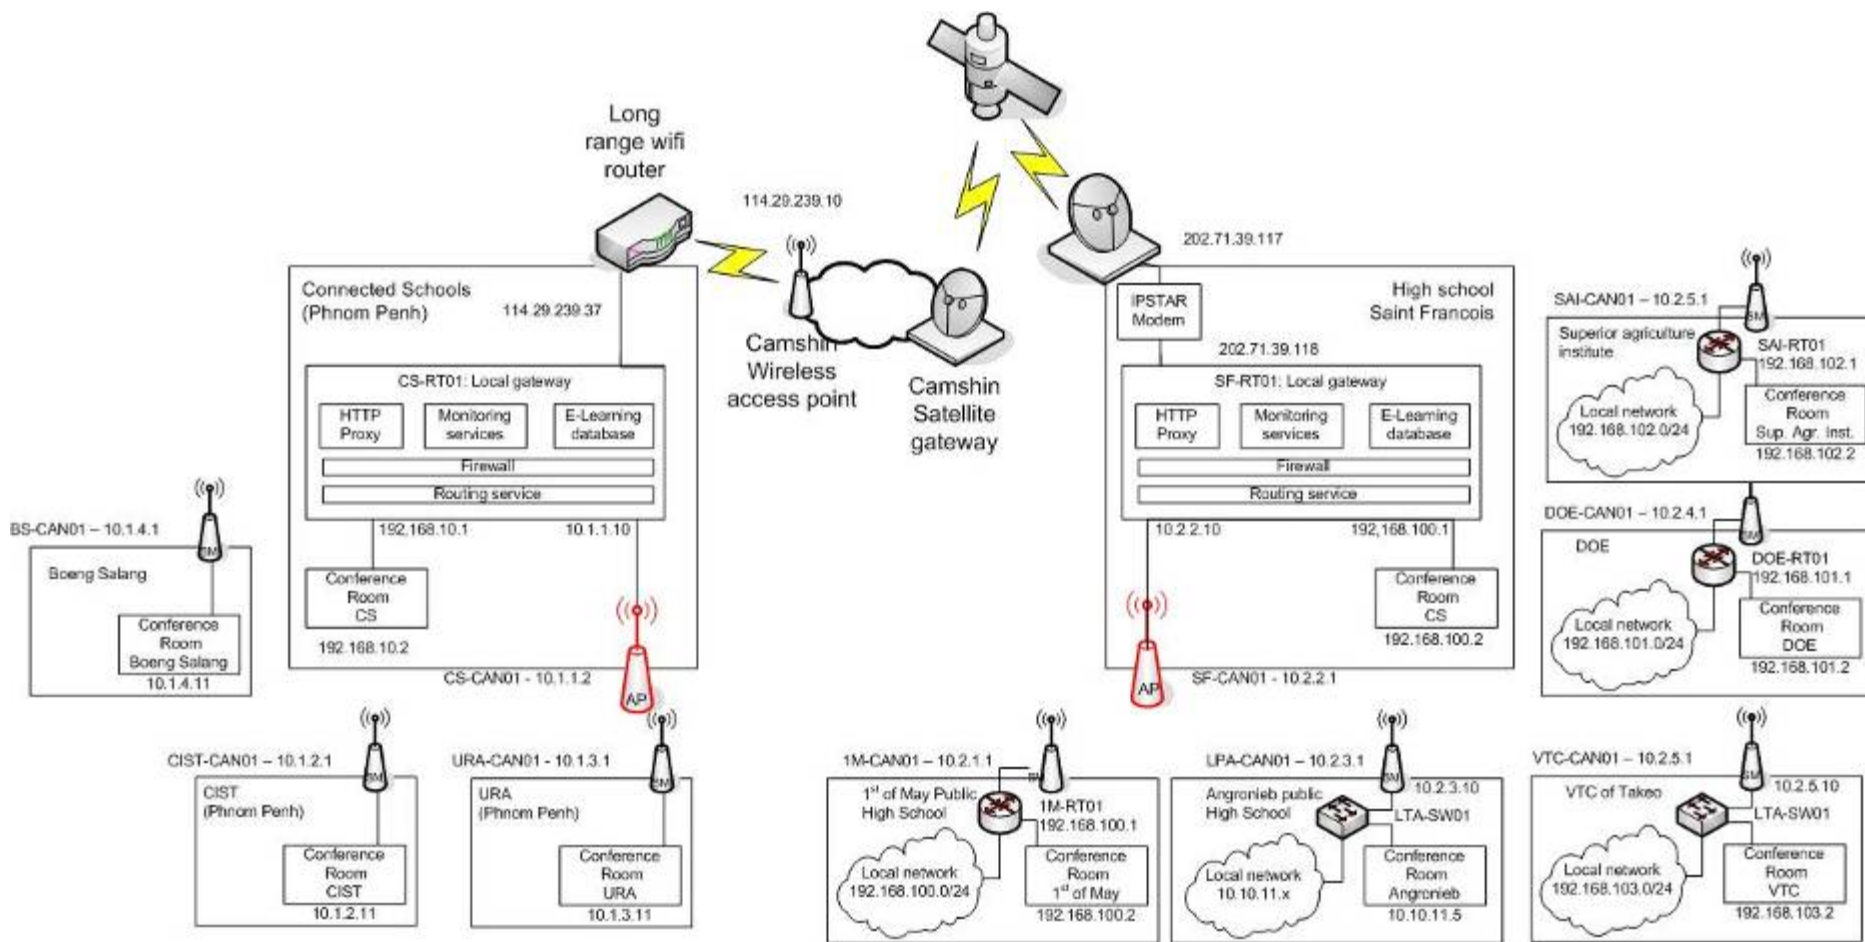 Long
range wifi
router
114.29.239.10
202.71.39.117
Connected Schools
(Phnom Penh)
114.29.239.37
Camshin
Wireless
access point
Camshin
Satellite
gateway
CS-RT01: Local gateway
HTTP
Proxy
Monitoring
services
E-Learning
database
Firewall
Routing service
192,168.10.1
10.1.1.10
Conference
Room
CS
192.168.10.2
CS-CAN01 - 10.1.1.2
AP
IPSTAR
Modem
High school
Saint Francois
202.71.39.118
SF-RT01: Local gateway
HTTP
Proxy
Monitoring
services
E-Learning
database
Firewall
Routing service
10.2.2.10
192,168.100.1
Conference
Room
CS
192.168.100.2
SF-CAN01 - 10.2.2.1
AP
BS-CAN01 – 10.1.4.1
SM
Boeng Salang
Conference
Room
Boeng Salang
10.1.4.11
CIST-CAN01 – 10.1.2.1
SM
CIST
(Phnom Penh)
Conference
Room
CIST
10.1.2.11
URA-CAN01 - 10.1.3.1
SM
URA
(Phnom Penh)
Conference
Room
URA
10.1.3.11
1M-CAN01 – 10.2.1.1
SM
1st of May Public
High School
1M-RT01
192.168.100.1
Local network
192.168.100.0/24
Conference
Room
1st of May
192.168.100.2
LPA-CAN01 – 10.2.3.1
SM
Angronieb public
High School
10.2.3.10
LTA-SW01
Local network
10.10.11.x
Conference
Room
Angronieb
10.10.11.5
SAI-CAN01 – 10.2.5.1
SM
Superior agriculture
institute
SAI-RT01
192.168.102.1
Local network
192.168.102.0/24
Conference
Room
Sup. Agr. Inst.
192.168.102.2
DOE-CAN01 – 10.2.4.1
SM
DOE
DOE-RT01
192.168.101.1
Local network
192.168.101.0/24
Conference
Room
DOE
192.168.101.2
VTC-CAN01 – 10.2.5.1
SM
VTC of Takeo
10.2.5.10
LTA-SW01
Local network
192.168.103.0/24
Conference
Room
VTC
192.168.103.2